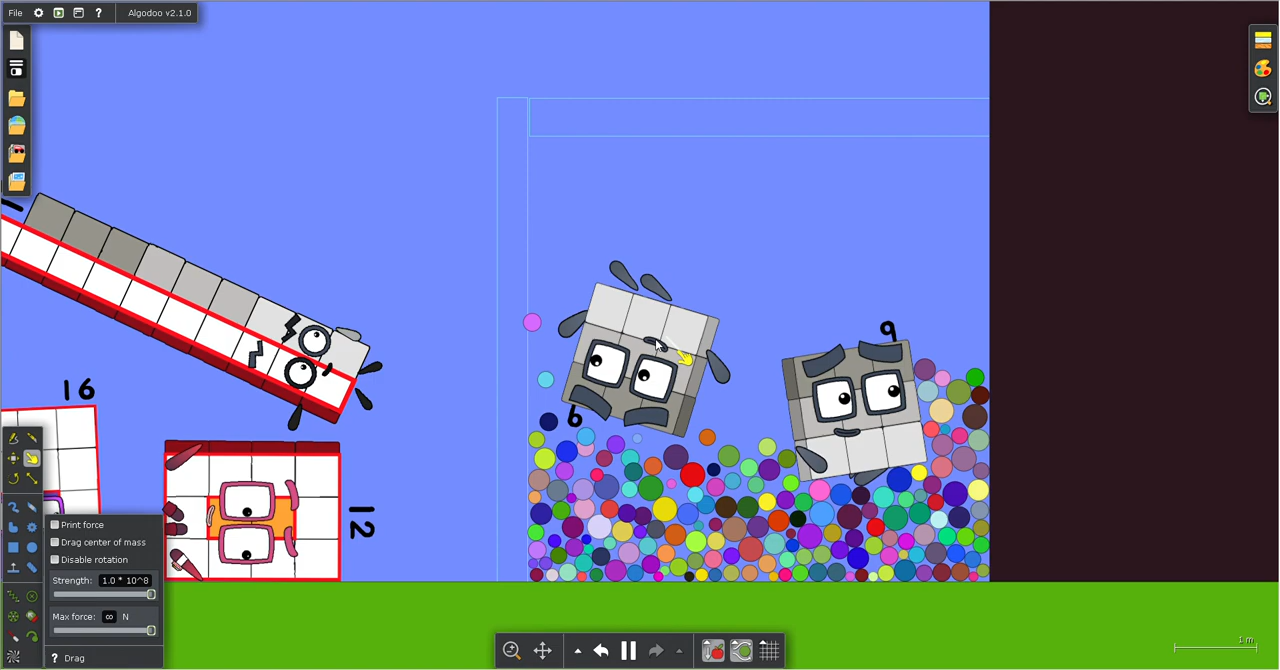 File ? Algodoo v2.1.0
9
9
16
12
Print force
Drag center of mass
Disable rotation
Strength: 1.0 * 10^8
Max force: ∞ N
? Drag
1 m